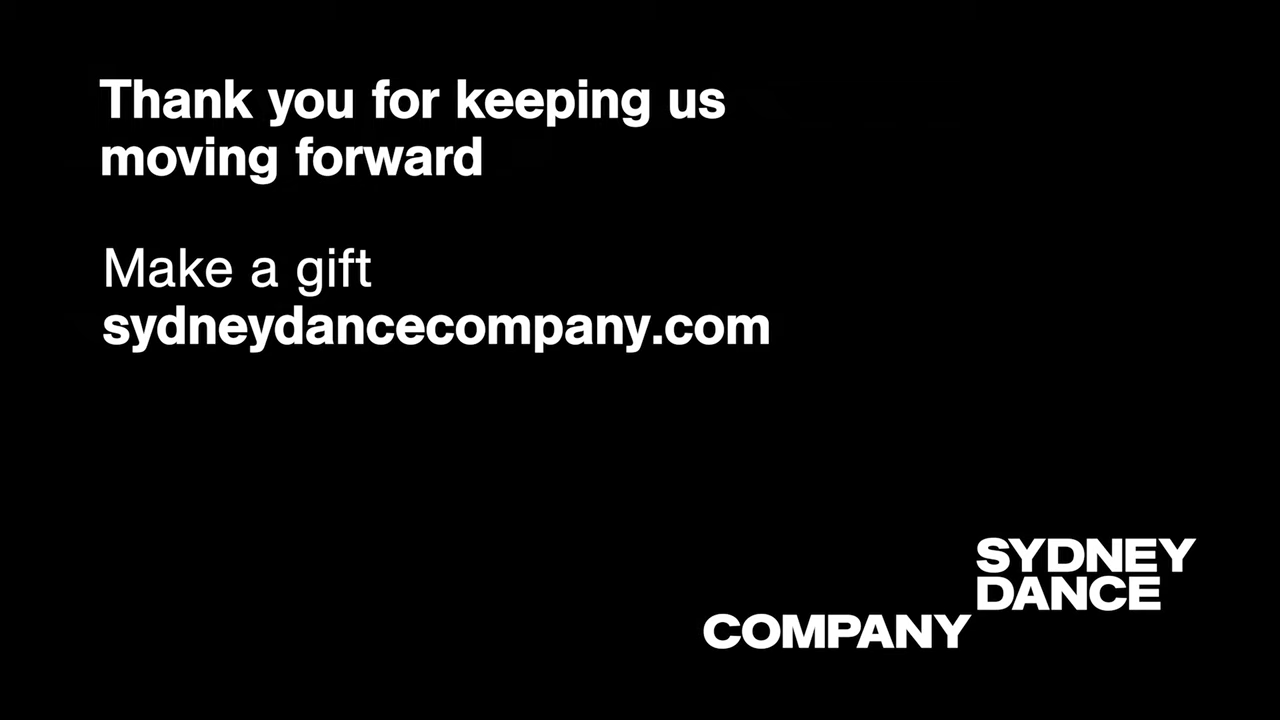 Thank you for keeping us
moving forward
Make a gift
sydneydancecompany.com
SYDNEY
DANCE
COMPANY